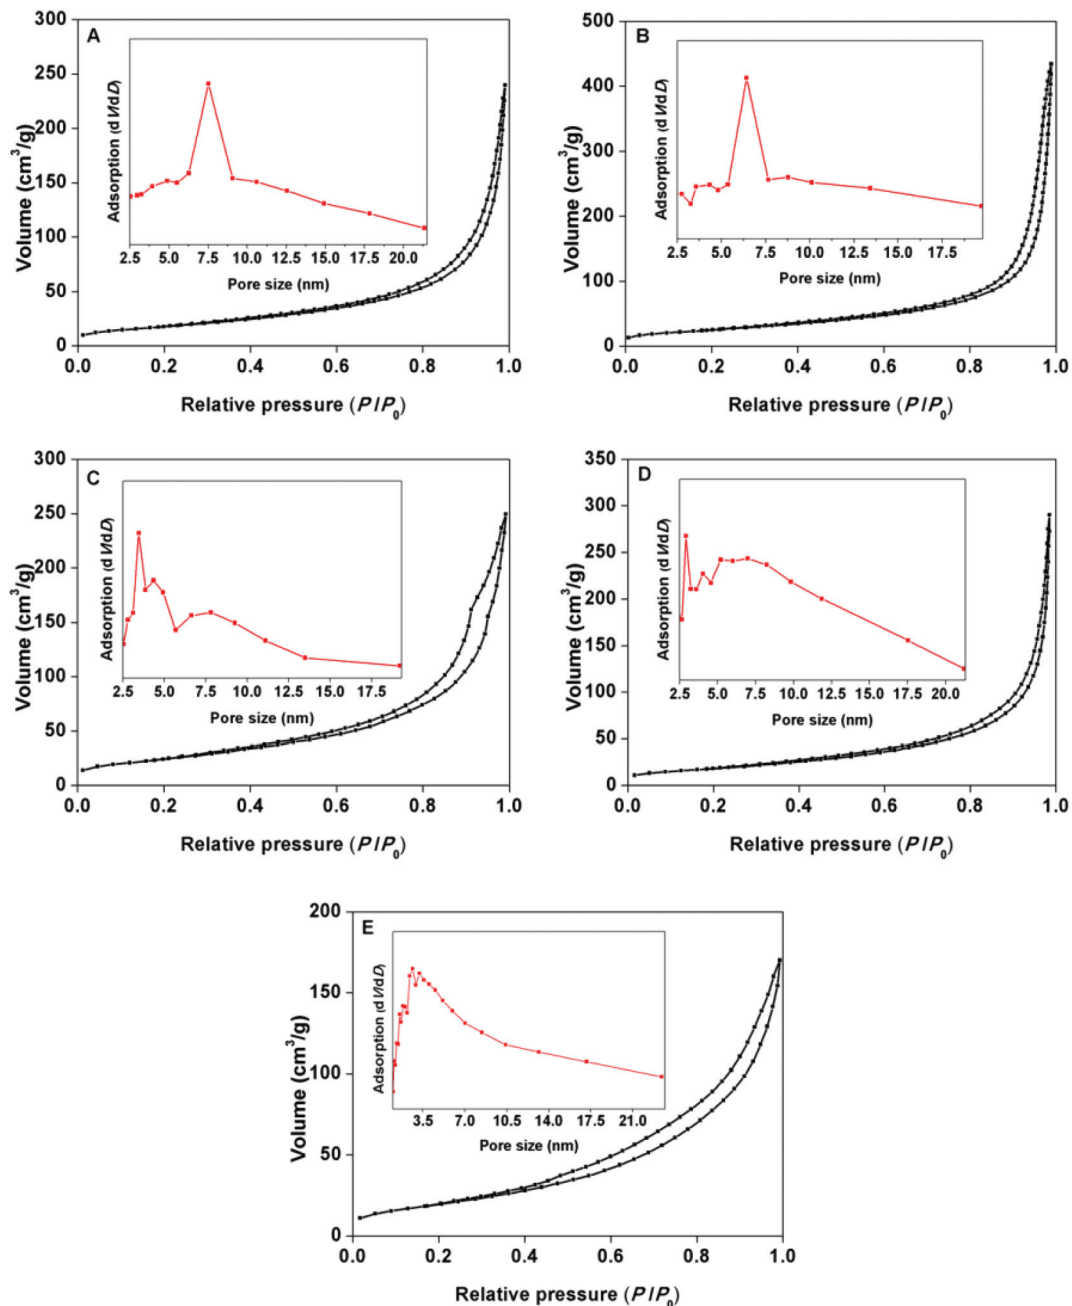 A
300
250
200
150
100
50
0
Volume (cm³/g)
0.0 0.2 0.4 0.6 0.8 1.0
Relative pressure (P/P₀)
Adsorption (dV/dD)
2.5 5.0 7.5 10.0 12.5 15.0 17.5 20.0
Pore size (nm)
B
500
400
300
200
100
0
Volume (cm³/g)
0.0 0.2 0.4 0.6 0.8 1.0
Relative pressure (P/P₀)
Adsorption (dV/dD)
2.5 5.0 7.5 10.0 12.5 15.0 17.5
Pore size (nm)
C
300
250
200
150
100
50
0
Volume (cm³/g)
0.0 0.2 0.4 0.6 0.8 1.0
Relative pressure (P/P₀)
Adsorption (dV/dD)
2.5 5.0 7.5 10.0 12.5 15.0 17.5
Pore size (nm)
D
350
300
250
200
150
100
50
0
Volume (cm³/g)
0.0 0.2 0.4 0.6 0.8 1.0
Relative pressure (P/P₀)
Adsorption (dV/dD)
2.5 5.0 7.5 10.0 12.5 15.0 17.5 20.0
Pore size (nm)
E
200
150
100
50
0
Volume (cm³/g)
0.0 0.2 0.4 0.6 0.8 1.0
Relative pressure (P/P₀)
Adsorption (dV/dD)
3.5 7.0 10.5 14.0 17.5 21.0
Pore size (nm)